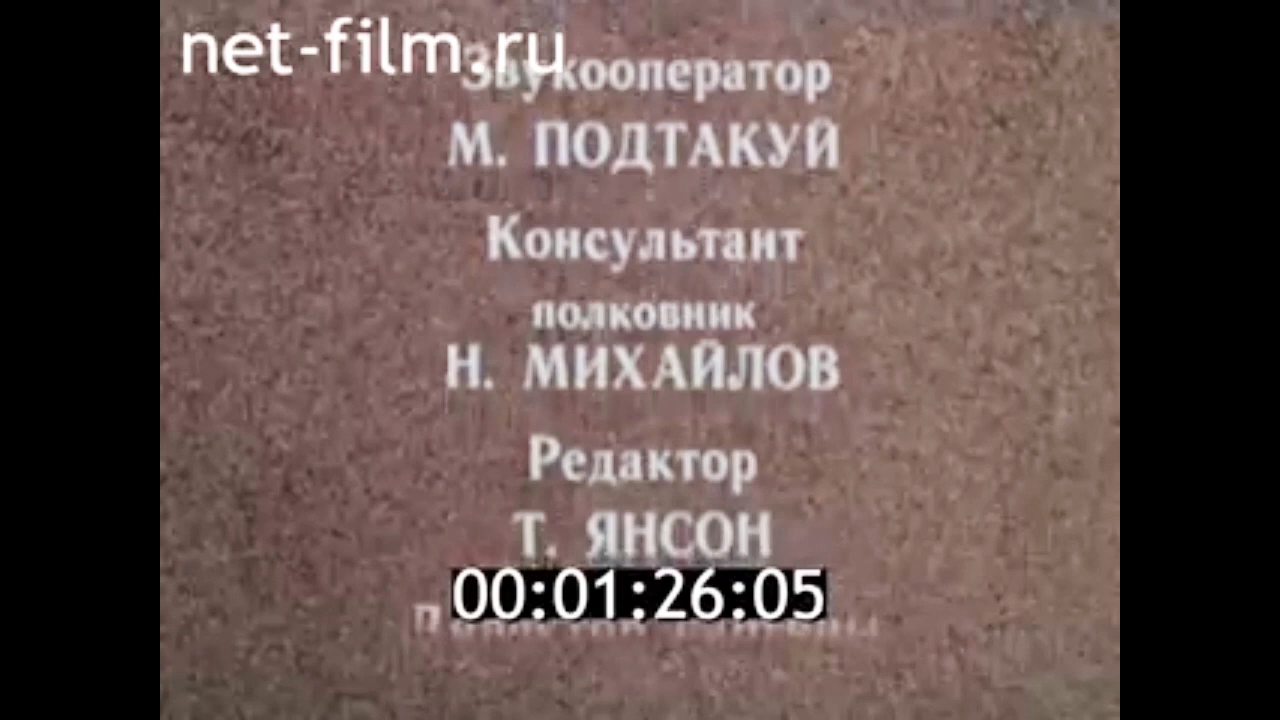 net-film.ru
Звукооператор
М. ПОДТАКУЙ
Консультант
полковник
Н. МИХАЙЛОВ
Редактор
Т. ЯНСОН
00:01:26:05